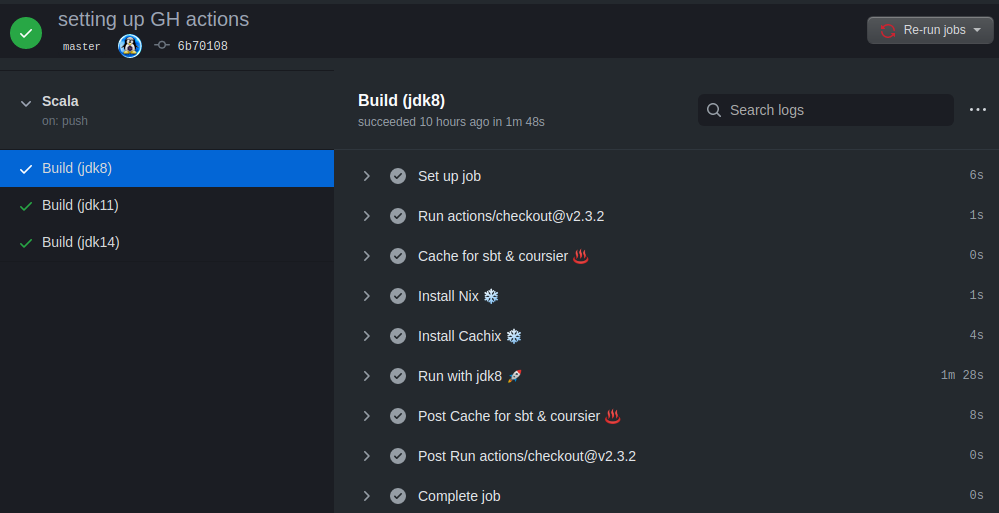 setting up GH actions
master 6b70108
Re-run jobs
Scala
on: push
Build (jdk8)
Build (jdk11)
Build (jdk14)
Build (jdk8)
succeeded 10 hours ago in 1m 48s
Search logs
Set up job 6s
Run actions/checkout@v2.3.2 1s
Cache for sbt & coursier ♨️ 0s
Install Nix ❄️ 1s
Install Cachix ❄️ 4s
Run with jdk8 🚀 1m 28s
Post Cache for sbt & coursier ♨️ 8s
Post Run actions/checkout@v2.3.2 0s
Complete job 0s